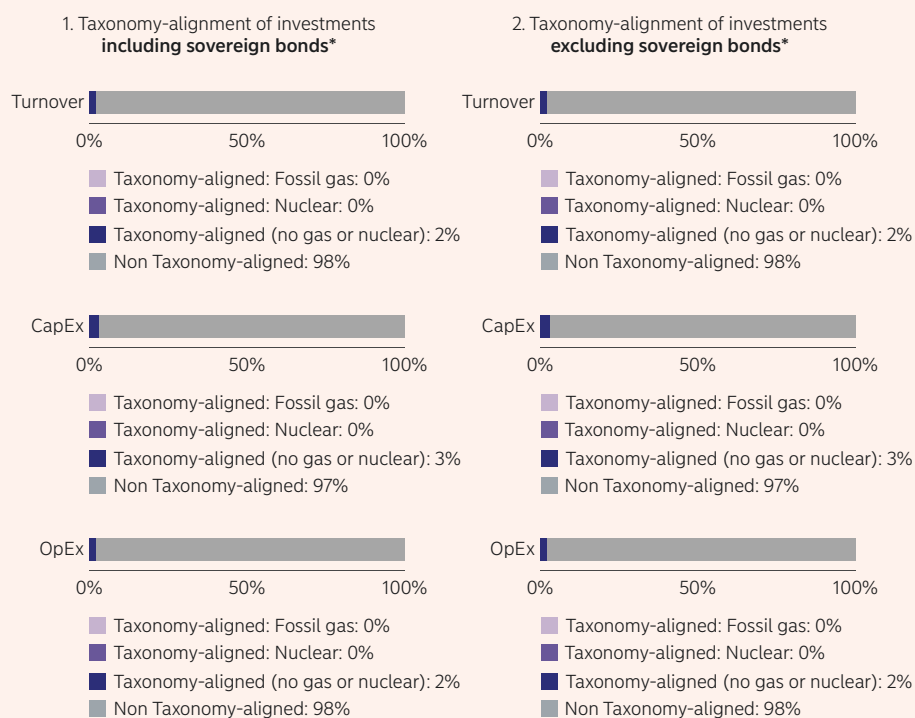 1. Taxonomy-alignment of investments
including sovereign bonds*
Turnover
0% 50% 100%
Taxonomy-aligned: Fossil gas: 0%
Taxonomy-aligned: Nuclear: 0%
Taxonomy-aligned (no gas or nuclear): 2%
Non Taxonomy-aligned: 98%
CapEx
0% 50% 100%
Taxonomy-aligned: Fossil gas: 0%
Taxonomy-aligned: Nuclear: 0%
Taxonomy-aligned (no gas or nuclear): 3%
Non Taxonomy-aligned: 97%
OpEx
0% 50% 100%
Taxonomy-aligned: Fossil gas: 0%
Taxonomy-aligned: Nuclear: 0%
Taxonomy-aligned (no gas or nuclear): 2%
Non Taxonomy-aligned: 98%
2. Taxonomy-alignment of investments
excluding sovereign bonds*
Turnover
0% 50% 100%
Taxonomy-aligned: Fossil gas: 0%
Taxonomy-aligned: Nuclear: 0%
Taxonomy-aligned (no gas or nuclear): 2%
Non Taxonomy-aligned: 98%
CapEx
0% 50% 100%
Taxonomy-aligned: Fossil gas: 0%
Taxonomy-aligned: Nuclear: 0%
Taxonomy-aligned (no gas or nuclear): 3%
Non Taxonomy-aligned: 97%
OpEx
0% 50% 100%
Taxonomy-aligned: Fossil gas: 0%
Taxonomy-aligned: Nuclear: 0%
Taxonomy-aligned (no gas or nuclear): 2%
Non Taxonomy-aligned: 98%